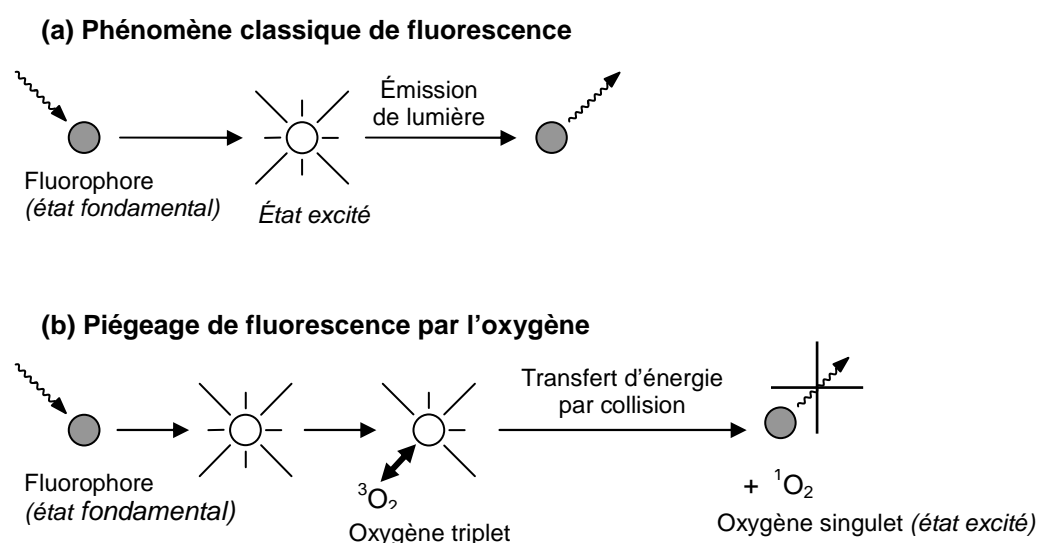 (a) Phénomène classique de fluorescence
Émission
de lumière
Fluorophore
(état fondamental)
État excité
(b) Piégeage de fluorescence par l'oxygène
Transfert d'énergie
par collision
Fluorophore
(état fondamental)
³O₂
Oxygène triplet
+ ¹O₂
Oxygène singulet (état excité)